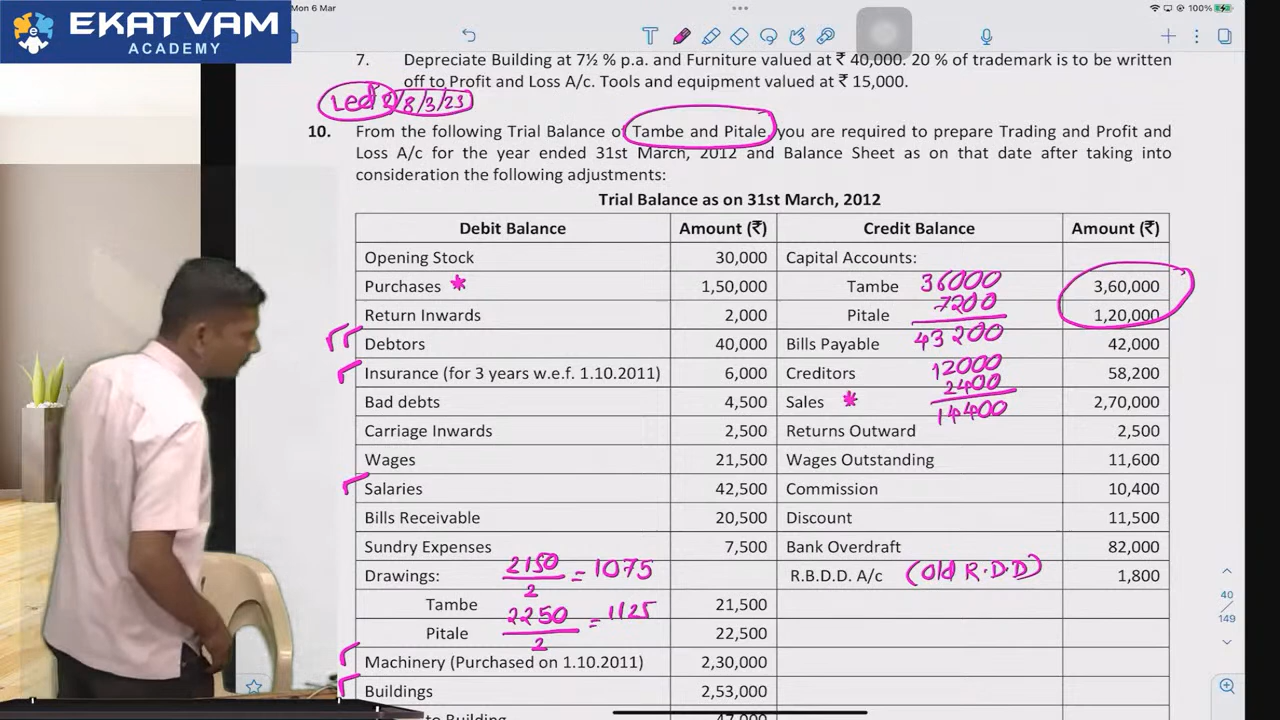 EKATVAM
ACADEMY
Mon 6 Mar
100%
7. Depreciate Building at 7½ % p.a. and Furniture valued at ₹ 40,000. 20 % of trademark is to be written
off to Profit and Loss A/c. Tools and equipment valued at ₹ 15,000.
Led 2/8/3/23
10. From the following Trial Balance of Tambe and Pitale, you are required to prepare Trading and Profit and
Loss A/c for the year ended 31st March, 2012 and Balance Sheet as on that date after taking into
consideration the following adjustments:
Trial Balance as on 31st March, 2012
Debit Balance Amount (₹) Credit Balance Amount (₹)
Opening Stock 30,000 Capital Accounts:
Purchases * 1,50,000 Tambe 36000 3,60,000
7200
Return Inwards 2,000 Pitale 1,20,000
Debtors 40,000 Bills Payable 43200 42,000
Insurance (for 3 years w.e.f. 1.10.2011) 6,000 Creditors 12000 58,200
2400
Bad debts 4,500 Sales * 14400 2,70,000
Carriage Inwards 2,500 Returns Outward 2,500
Wages 21,500 Wages Outstanding 11,600
Salaries 42,500 Commission 10,400
Bills Receivable 20,500 Discount 11,500
Sundry Expenses 7,500 Bank Overdraft 82,000
Drawings: 2150/2 = 1075 R.B.D.D. A/c (Old R.D.D) 1,800
Tambe 21,500
Pitale 2250/2 = 1125 22,500
Machinery (Purchased on 1.10.2011) 2,30,000
Buildings 2,53,000
to Building 47,000
40
149